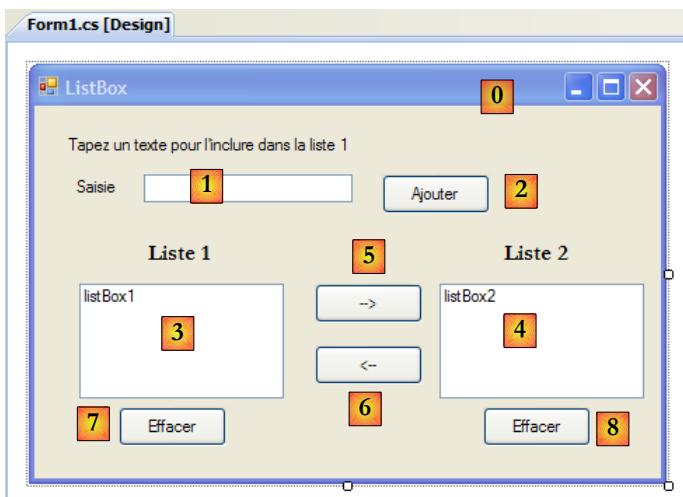 Form1.cs [Design]
ListBox
0
Tapez un texte pour l'inclure dans la liste 1
Saisie
1
Ajouter
2
Liste 1
5
Liste 2
listBox1
3
-->
listBox2
4
<--
7
Effacer
6
Effacer
8